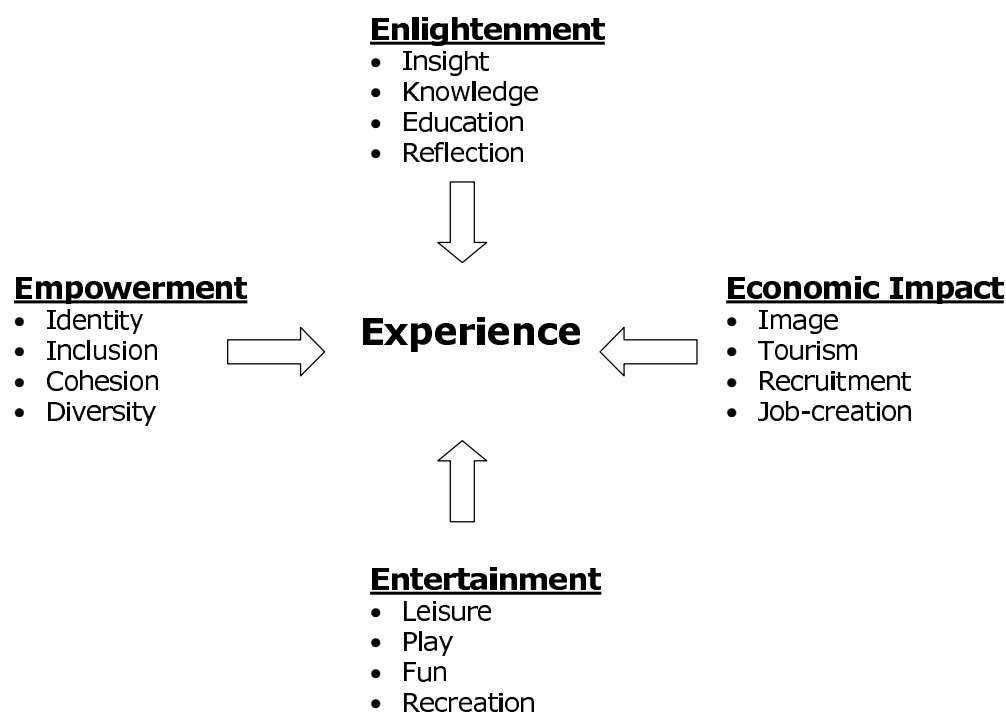 Enlightenment
• Insight
• Knowledge
• Education
• Reflection
Empowerment
• Identity
• Inclusion
• Cohesion
• Diversity
Experience
Economic Impact
• Image
• Tourism
• Recruitment
• Job-creation
Entertainment
• Leisure
• Play
• Fun
• Recreation